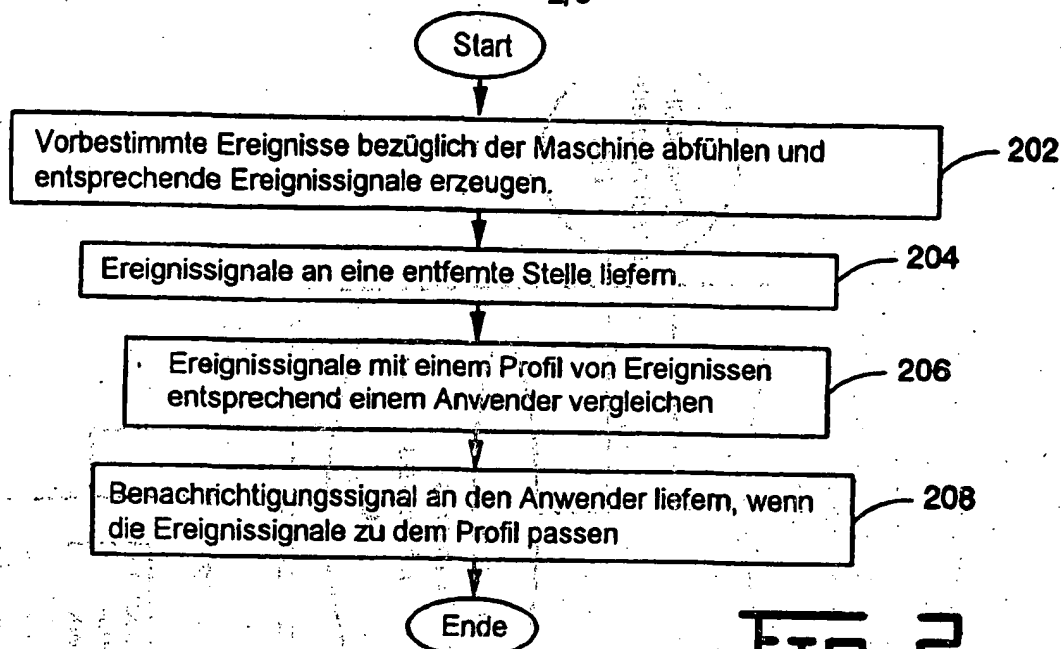 Start
Vorbestimmte Ereignisse bezüglich der Maschine abfühlen und
entsprechende Ereignissignale erzeugen.
202
Ereignissignale an eine entfernte Stelle liefern.
204
Ereignissignale mit einem Profil von Ereignissen
entsprechend einem Anwender vergleichen
206
Benachrichtigungssignal an den Anwender liefern, wenn
die Ereignissignale zu dem Profil passen
208
Ende